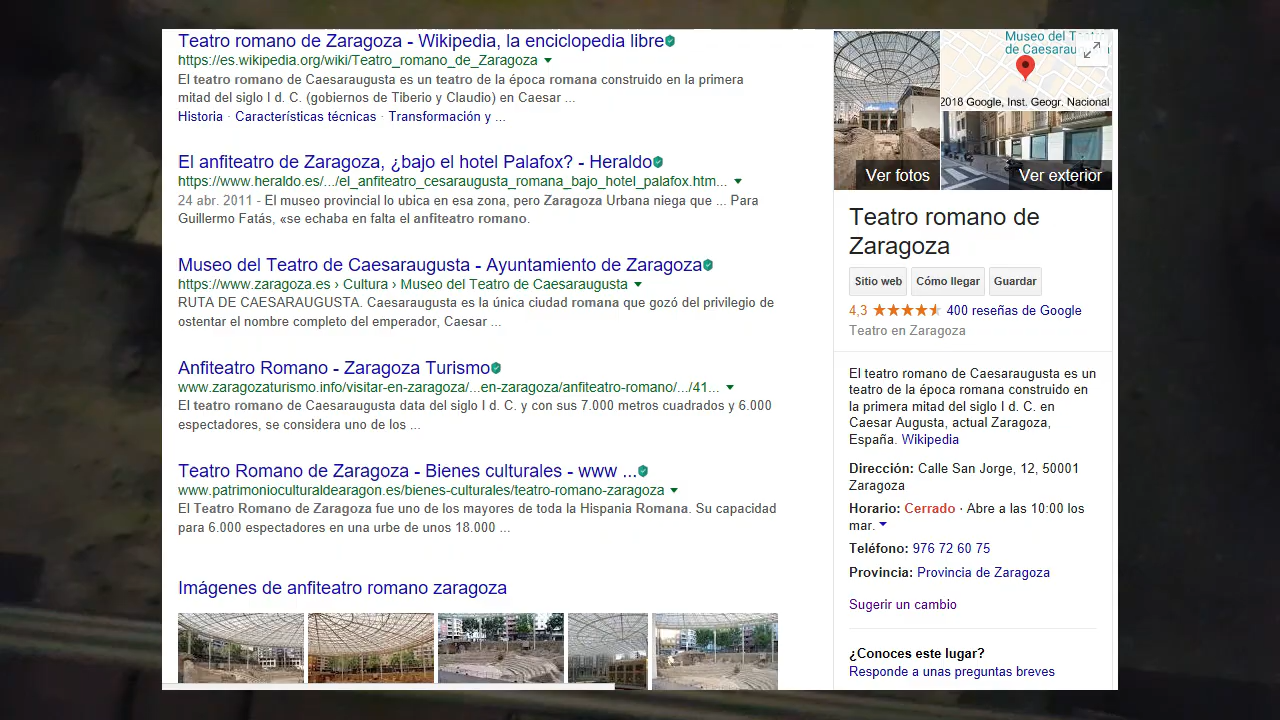 Teatro romano de Zaragoza - Wikipedia, la enciclopedia libre
https://es.wikipedia.org/wiki/Teatro_romano_de_Zaragoza
El teatro romano de Caesaraugusta es un teatro de la época romana construido en la primera
mitad del siglo I d. C. (gobiernos de Tiberio y Claudio) en Caesar ...
Historia · Características técnicas · Transformación y ...
El anfiteatro de Zaragoza, ¿bajo el hotel Palafox? - Heraldo
https://www.heraldo.es/.../el_anfiteatro_cesaraugusta_romana_bajo_hotel_palafox.htm...
24 abr. 2011 - El museo provincial lo ubica en esa zona, pero Zaragoza Urbana niega que ... Para
Guillermo Fatás, «se echaba en falta el anfiteatro romano.
Museo del Teatro de Caesaraugusta - Ayuntamiento de Zaragoza
https://www.zaragoza.es › Cultura › Museo del Teatro de Caesaraugusta
RUTA DE CAESARAUGUSTA. Caesaraugusta es la única ciudad romana que gozó del privilegio de
ostentar el nombre completo del emperador, Caesar ...
Anfiteatro Romano - Zaragoza Turismo
www.zaragozaturismo.info/visitar-en-zaragoza/...en-zaragoza/anfiteatro-romano/.../41...
El teatro romano de Caesaraugusta data del siglo I d. C. y con sus 7.000 metros cuadrados y 6.000
espectadores, se considera uno de los ...
Teatro Romano de Zaragoza - Bienes culturales - www ...
www.patrimonioculturaldearagon.es/bienes-culturales/teatro-romano-zaragoza
El Teatro Romano de Zaragoza fue uno de los mayores de toda la Hispania Romana. Su capacidad
para 6.000 espectadores en una urbe de unos 18.000 ...
Imágenes de anfiteatro romano zaragoza
Museo del Te
de Caesarau
2018 Google, Inst. Geogr. Nacional
Ver fotos
Ver exterior
Teatro romano de
Zaragoza
Sitio web Cómo llegar Guardar
4,3 400 reseñas de Google
Teatro en Zaragoza
El teatro romano de Caesaraugusta es un
teatro de la época romana construido en
la primera mitad del siglo I d. C. en
Caesar Augusta, actual Zaragoza,
España. Wikipedia
Dirección: Calle San Jorge, 12, 50001
Zaragoza
Horario: Cerrado · Abre a las 10:00 los
mar.
Teléfono: 976 72 60 75
Provincia: Provincia de Zaragoza
Sugerir un cambio
¿Conoces este lugar?
Responde a unas preguntas breves